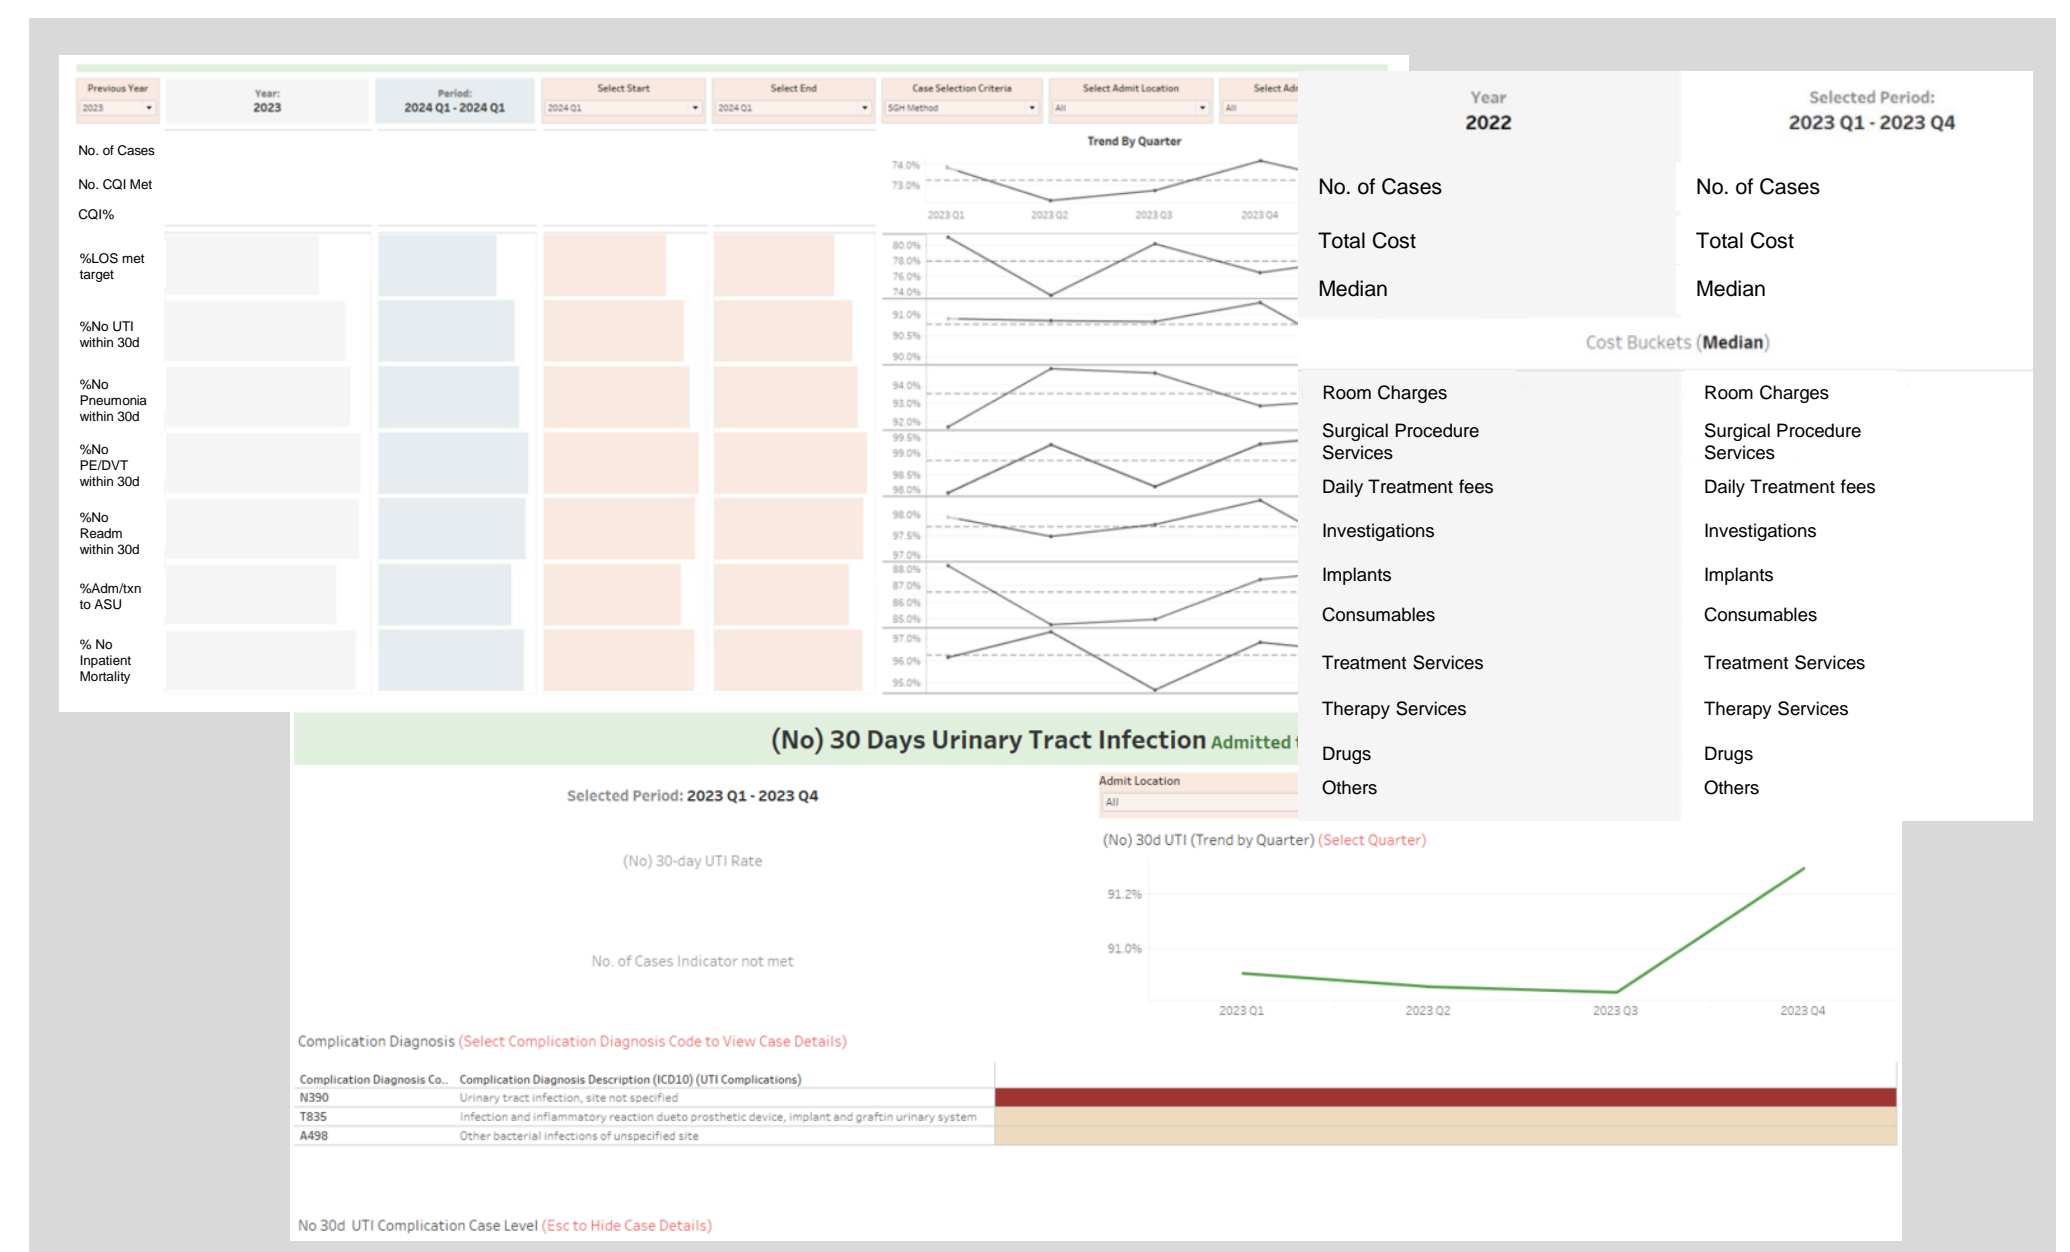 Previous Year
2023
Year:
2023
Period:
2024 Q1 - 2024 Q1
Select Start
2024 Q1
Select End
2024 Q1
Case Selection Criteria
SGH Method
Select Admit Location
All
Select Adm
All
No. of Cases
No. CQI Met
CQI%
Trend By Quarter
74.0%
73.0%
2023 Q1
2023 Q2
2023 Q3
2023 Q4
%LOS met
target
80.0%
78.0%
76.0%
74.0%
%No UTI
within 30d
91.0%
90.5%
90.0%
%No
Pneumonia
within 30d
94.0%
93.0%
92.0%
%No
PE/DVT
within 30d
99.5%
99.0%
98.5%
98.0%
%No
Readm
within 30d
98.0%
97.5%
97.0%
%Adm/txn
to ASU
88.0%
87.0%
86.0%
85.0%
% No
Inpatient
Mortality
97.0%
96.0%
95.0%
Year
2022
Selected Period:
2023 Q1 - 2023 Q4
No. of Cases
No. of Cases
Total Cost
Total Cost
Median
Median
Cost Buckets (Median)
Room Charges
Room Charges
Surgical Procedure
Services
Surgical Procedure
Services
Daily Treatment fees
Daily Treatment fees
Investigations
Investigations
Implants
Implants
Consumables
Consumables
Treatment Services
Treatment Services
Therapy Services
Therapy Services
Drugs
Drugs
Others
Others
(No) 30 Days Urinary Tract Infection Admitted
Selected Period: 2023 Q1 - 2023 Q4
Admit Location
All
(No) 30-day UTI Rate
No. of Cases Indicator not met
(No) 30d UTI (Trend by Quarter) (Select Quarter)
91.2%
91.0%
2023 Q1
2023 Q2
2023 Q3
2023 Q4
Complication Diagnosis (Select Complication Diagnosis Code to View Case Details)
Complication Diagnosis Co.. Complication Diagnosis Description (ICD10) (UTI Complications)
N390 Urinary tract infection, site not specified
T835 Infection and inflammatory reaction dueto prosthetic device, implant and graftin urinary system
A498 Other bacterial infections of unspecified site
No 30d UTI Complication Case Level (Esc to Hide Case Details)